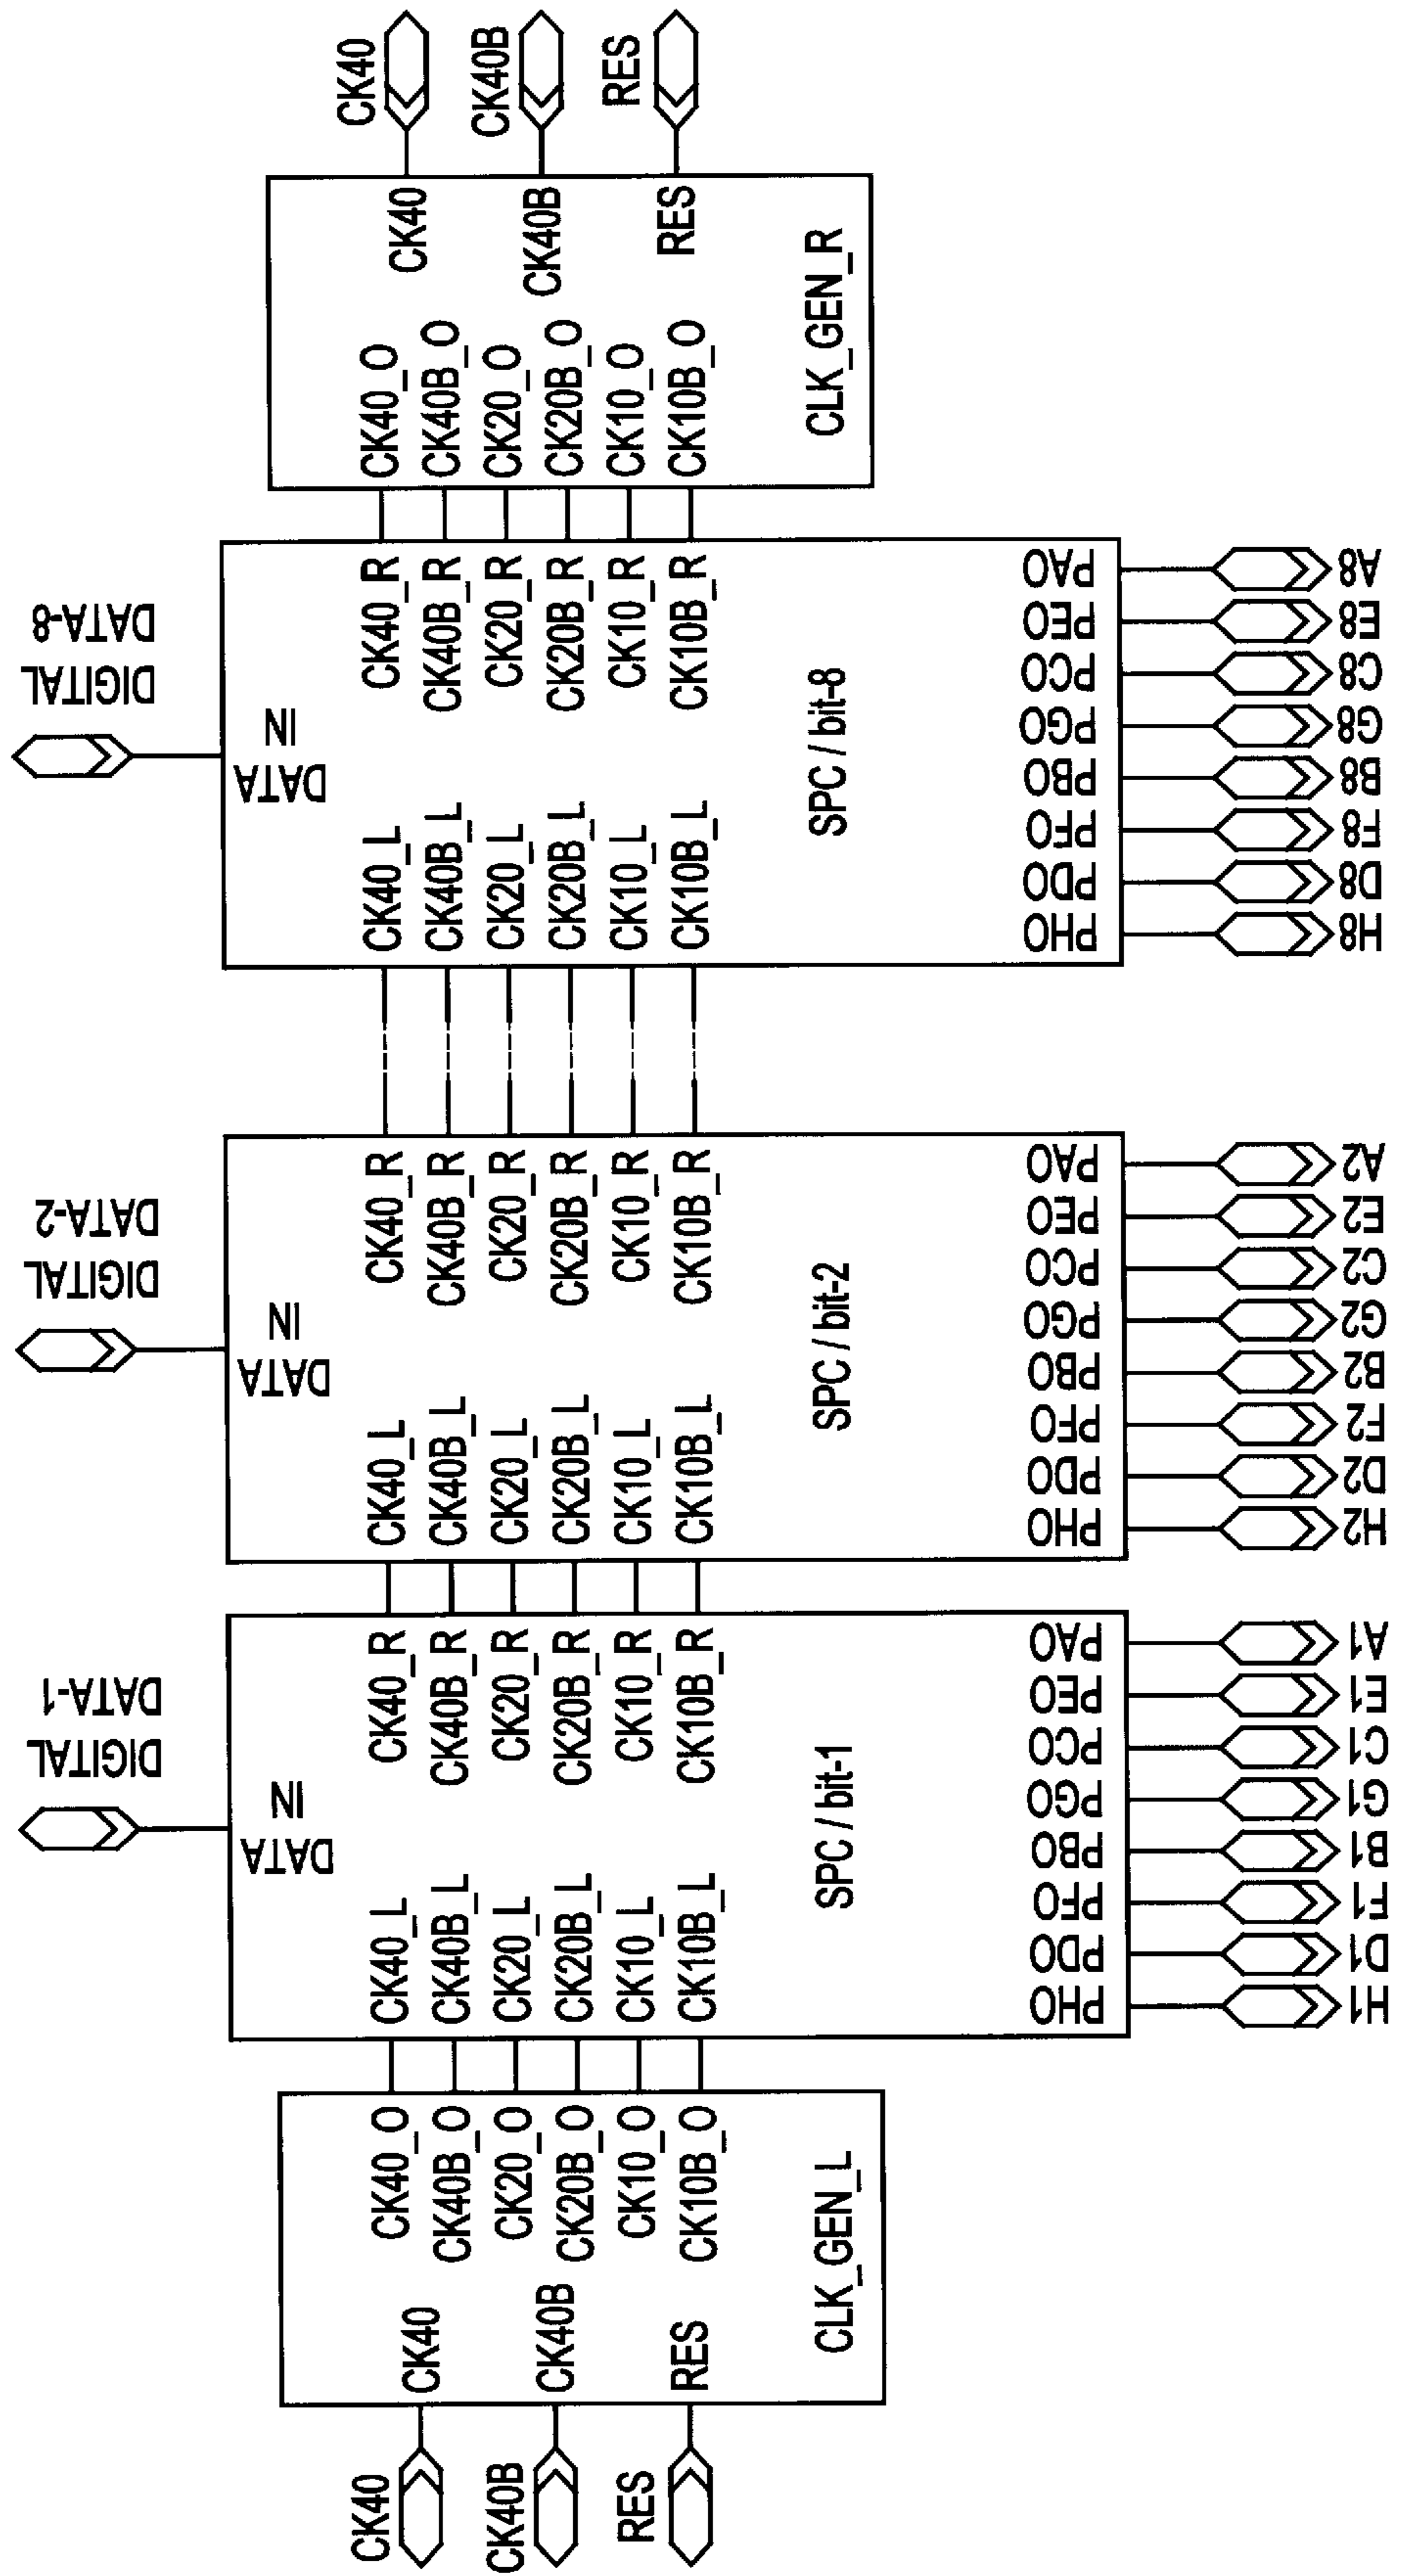 CK40
CK40B
RES
CK40
CK40B
RES
CK40_O
CK40B_O
CK20_O
CK20B_O
CK10_O
CK10B_O
CLK_GEN_L
DIGITAL
DATA-1
DATA
IN
CK40_L
CK40B_L
CK20_L
CK20B_L
CK10_L
CK10B_L
CK40_R
CK40B_R
CK20_R
CK20B_R
CK10_R
CK10B_R
SPC / bit-1
PHO
PDO
PFO
PBO
PGO
PCO
PEO
PAO
H1
D1
F1
B1
G1
C1
E1
A1
DIGITAL
DATA-2
DATA
IN
CK40_L
CK40B_L
CK20_L
CK20B_L
CK10_L
CK10B_L
CK40_R
CK40B_R
CK20_R
CK20B_R
CK10_R
CK10B_R
SPC / bit-2
PHO
PDO
PFO
PBO
PGO
PCO
PEO
PAO
H2
D2
F2
B2
G2
C2
E2
A2
DIGITAL
DATA-8
DATA
IN
CK40_L
CK40B_L
CK20_L
CK20B_L
CK10_L
CK10B_L
CK40_R
CK40B_R
CK20_R
CK20B_R
CK10_R
CK10B_R
SPC / bit-8
PHO
PDO
PFO
PBO
PGO
PCO
PEO
PAO
H8
D8
F8
B8
G8
C8
E8
A8
CK40_O
CK40B_O
CK20_O
CK20B_O
CK10_O
CK10B_O
CK40
CK40B
RES
CLK_GEN_R
CK40
CK40B
RES